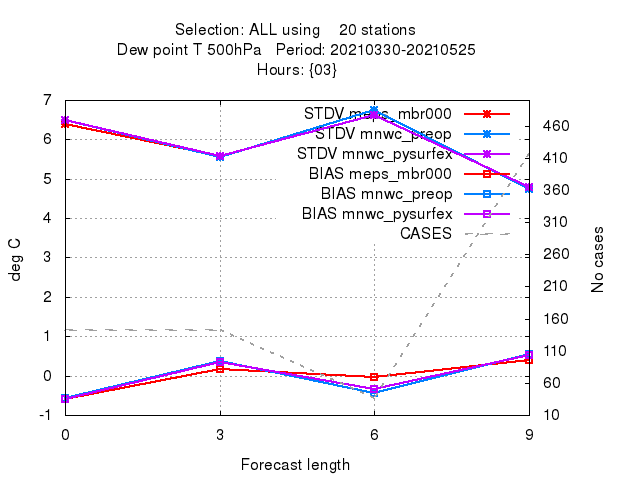 Selection: ALL using    20 stations
Dew point T 500hPa   Period: 20210330-20210525
Hours: {03}
7
6
5
4
3
2
1
0
-1
deg C
STDV meps_mbr000
STDV mnwc_preop
STDV mnwc_pysurfex
BIAS meps_mbr000
BIAS mnwc_preop
BIAS mnwc_pysurfex
CASES
460
410
360
310
260
210
160
110
60
10
No cases
0 3 6 9
Forecast length